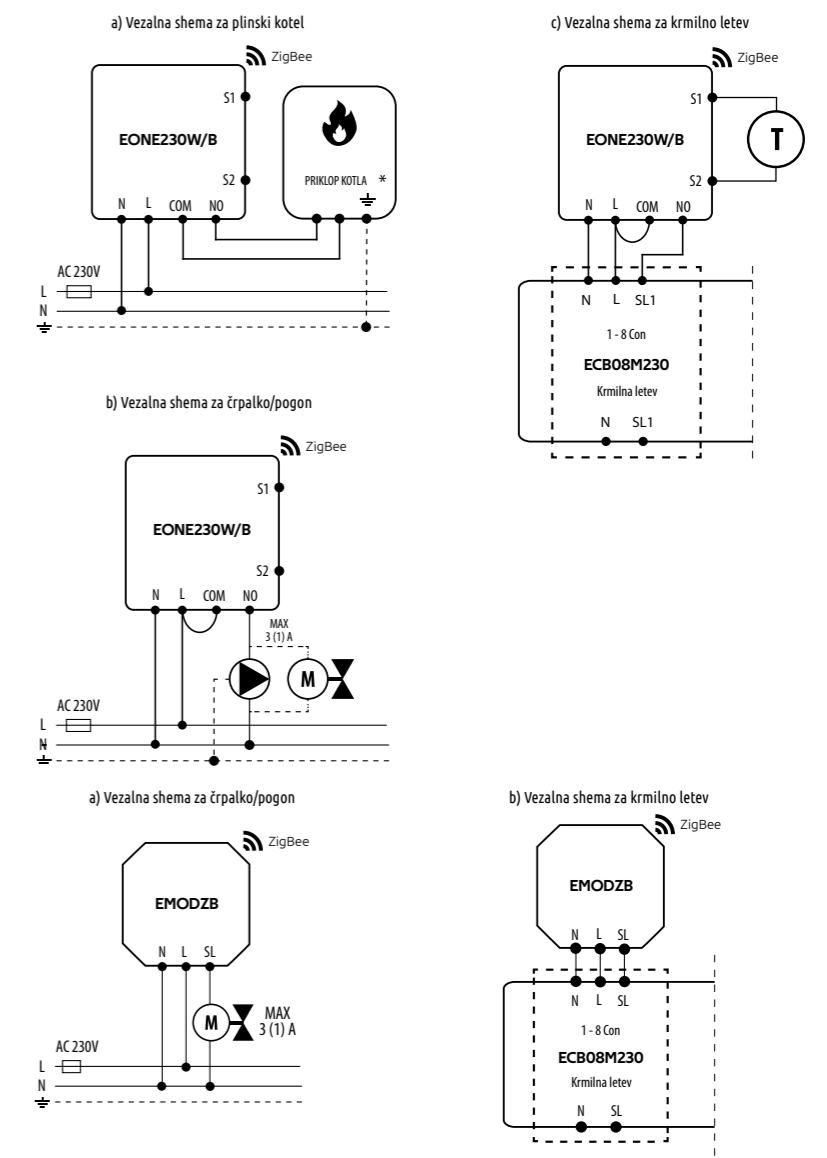 a) Vezalna shema za plinski kotel
ZigBee
S1
EONE230W/B
S2
N L COM NO
PRIKLOP KOTLA *
AC 230V
L
N
c) Vezalna shema za krmilno letev
ZigBee
S1
EONE230W/B
T
S2
N L COM NO
N L SL1
1 - 8 Con
ECB08M230
Krmilna letev
N SL1
b) Vezalna shema za črpalko/pogon
ZigBee
S1
EONE230W/B
S2
N L COM NO
MAX
3 (1) A
M
AC 230V
L
N
a) Vezalna shema za črpalko/pogon
ZigBee
EMODZB
N L SL
M
MAX
3 (1) A
AC 230V
L
N
b) Vezalna shema za krmilno letev
ZigBee
EMODZB
N L SL
N L SL
1 - 8 Con
ECB08M230
Krmilna letev
N SL